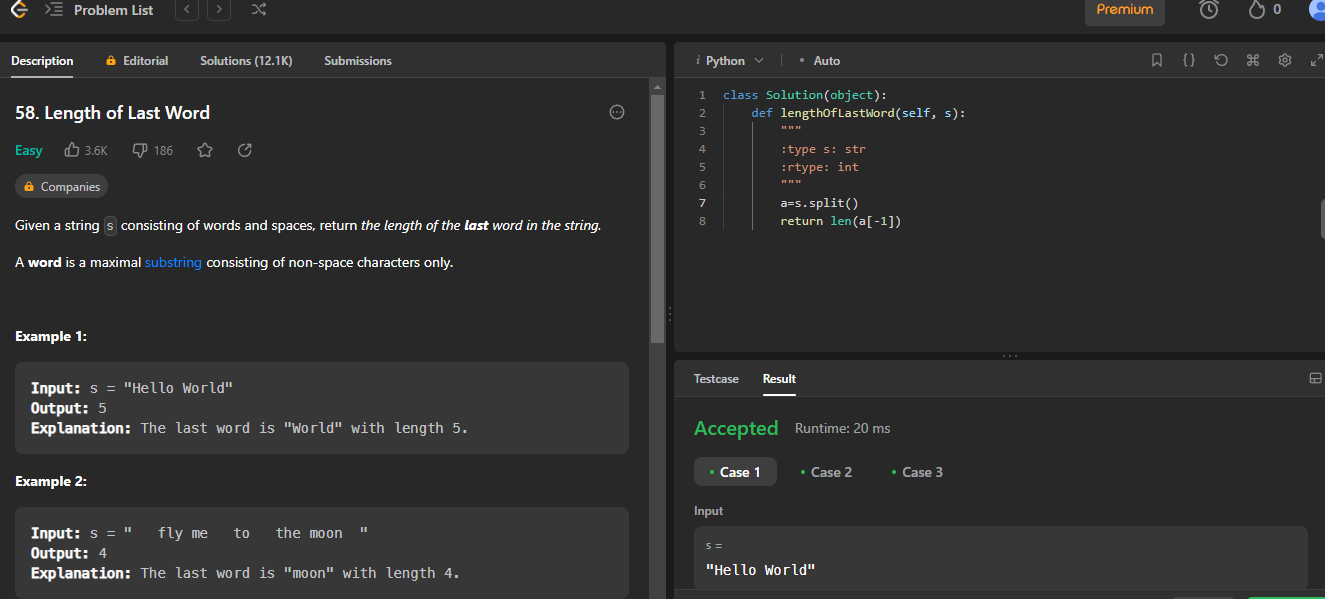 Problem List
Premium
0
Description
Editorial
Solutions (12.1K)
Submissions
58. Length of Last Word
Easy
3.6K
186
Companies
Given a string s consisting of words and spaces, return the length of the last word in the string.
A word is a maximal substring consisting of non-space characters only.
Example 1:
Input: s = "Hello World"
Output: 5
Explanation: The last word is "World" with length 5.
Example 2:
Input: s = "   fly me   to   the moon  "
Output: 4
Explanation: The last word is "moon" with length 4.
i Python
• Auto
{}
1 class Solution(object):
2     def lengthOfLastWord(self, s):
3         """
4         :type s: str
5         :rtype: int
6         """
7         a=s.split()
8         return len(a[-1])
Testcase
Result
Accepted
Runtime: 20 ms
• Case 1
• Case 2
• Case 3
Input
s =
"Hello World"